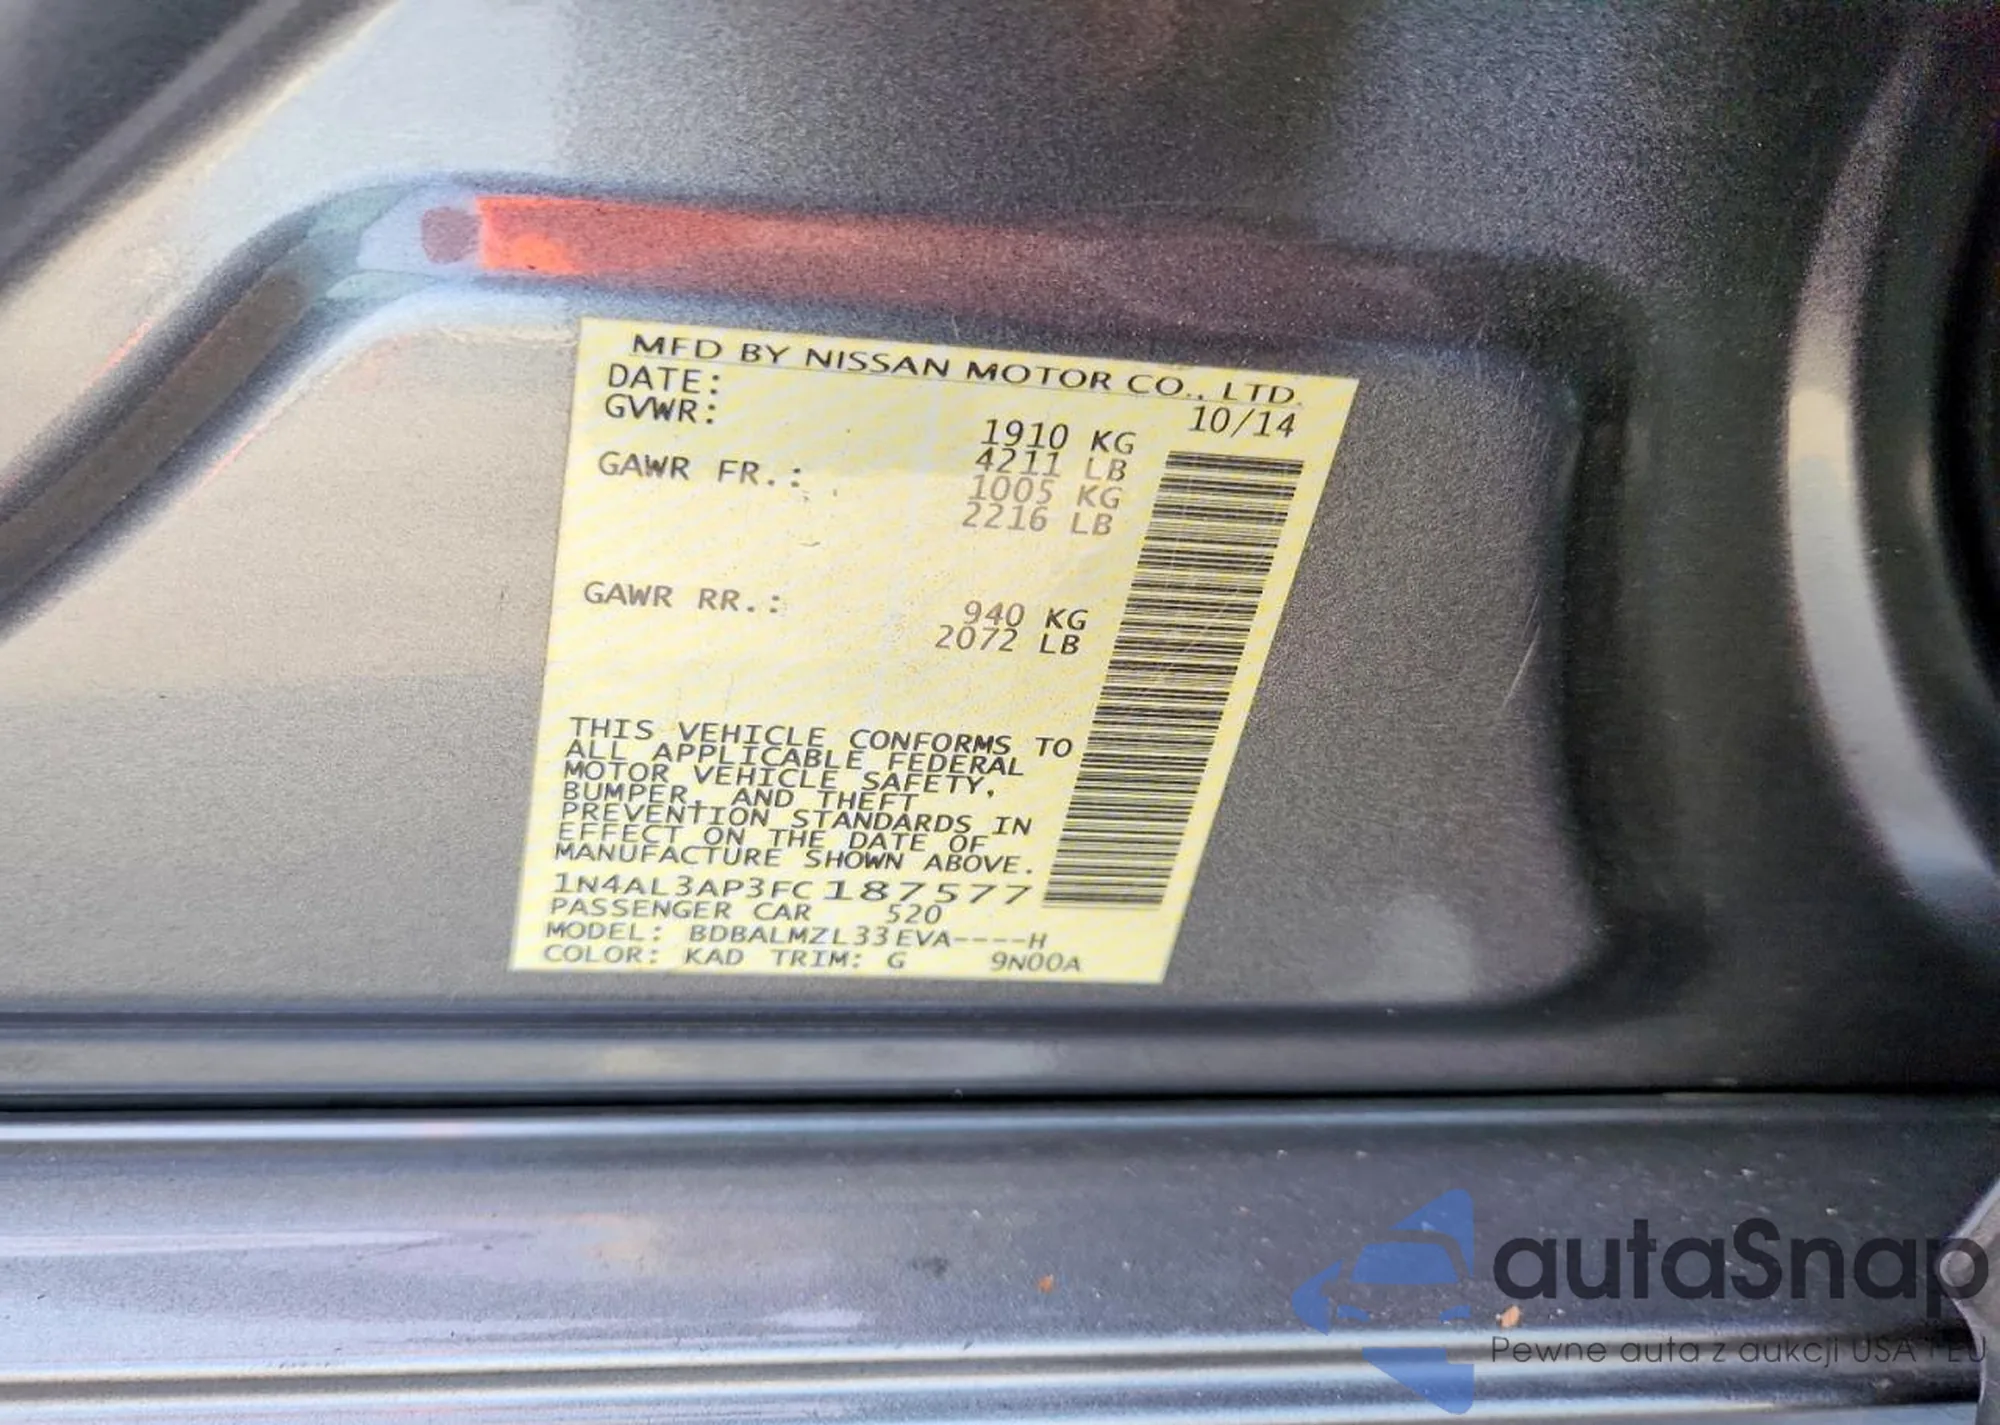 MFD BY NISSAN MOTOR CO., LTD.
DATE: 10/14
GVWR: 1910 KG
4211 LB
GAWR FR.: 1005 KG
2216 LB
GAWR RR.: 940 KG
2072 LB
THIS VEHICLE CONFORMS TO
ALL APPLICABLE FEDERAL
MOTOR VEHICLE SAFETY,
BUMPER, AND THEFT
PREVENTION STANDARDS IN
EFFECT ON THE DATE OF
MANUFACTURE SHOWN ABOVE.
1N4AL3AP3FC187577
PASSENGER CAR 520
MODEL: BDBALMZL33EVA----H
COLOR: KAD TRIM: G 9N00A
autaSnap
Pewne auta z aukcji USA i EU